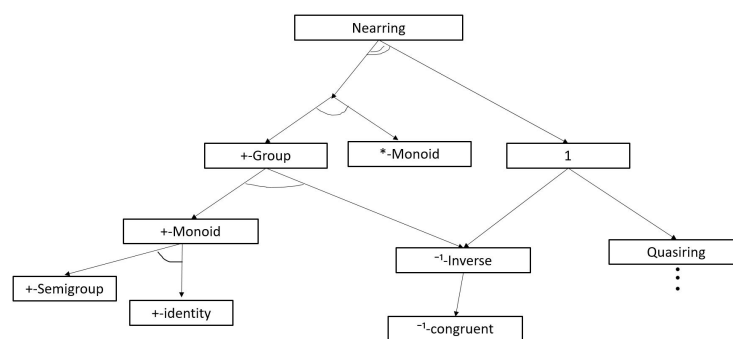 Nearring
+-Group
*-Monoid
1
+-Monoid
⁻¹-Inverse
Quasiring
+-Semigroup
+-identity
⁻¹-congruent